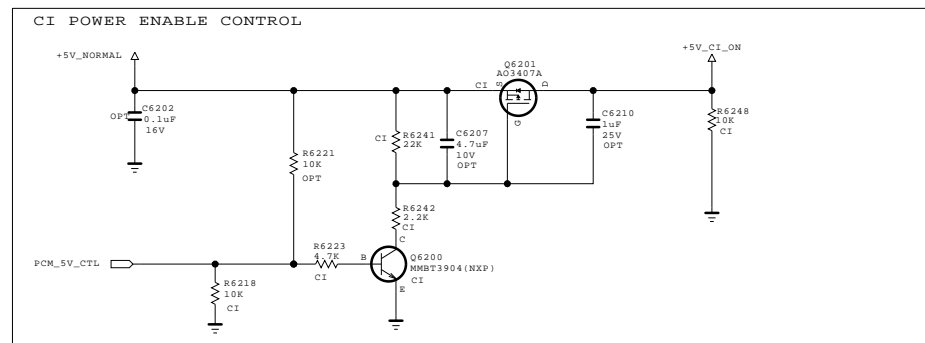 CI POWER ENABLE CONTROL
+5V_NORMAL
+5V_CI_ON
Q6201
AO3407A
CI
S
D
G
C6202
0.1uF
16V
OPT
R6221
10K
OPT
CI
R6241
22K
C6207
4.7uF
10V
OPT
C6210
1uF
25V
OPT
R6248
10K
CI
R6242
2.2K
CI
PCM_5V_CTL
R6223
4.7K
CI
B
C
E
Q6200
MMBT3904(NXP)
CI
R6218
10K
CI